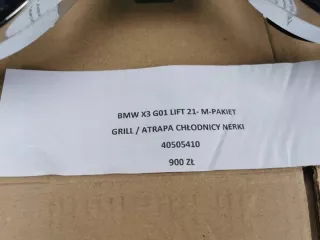 BMW X3 G01 LIFT 21- M-PAKIET
GRILL / ATRAPA CHŁODNICY NERKI
40505410
900 ZŁ